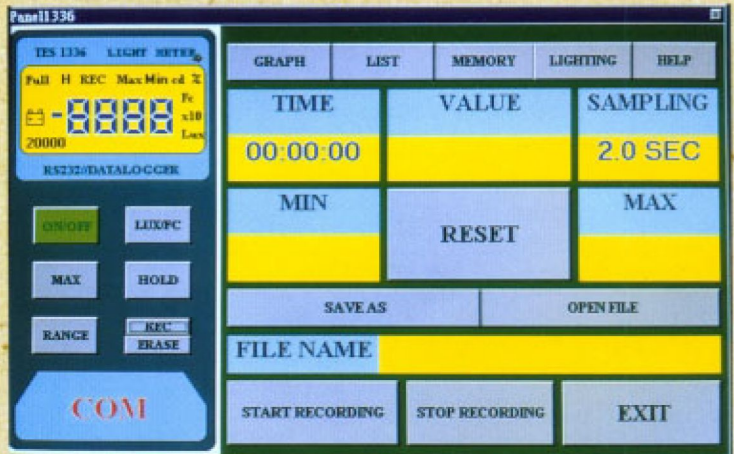 Panel1336
TES 1336 LIGHT METER
Full H REC Max Min cd %
Fc
-8888 x10
Lux
20000
RS232//DATALOGGER
ON/OFF LUX/FC
MAX HOLD
RANGE REC
ERASE
COM
GRAPH LIST MEMORY LIGHTING HELP
TIME VALUE SAMPLING
00:00:00 2.0 SEC
MIN RESET MAX
SAVE AS OPEN FILE
FILE NAME
START RECORDING STOP RECORDING EXIT